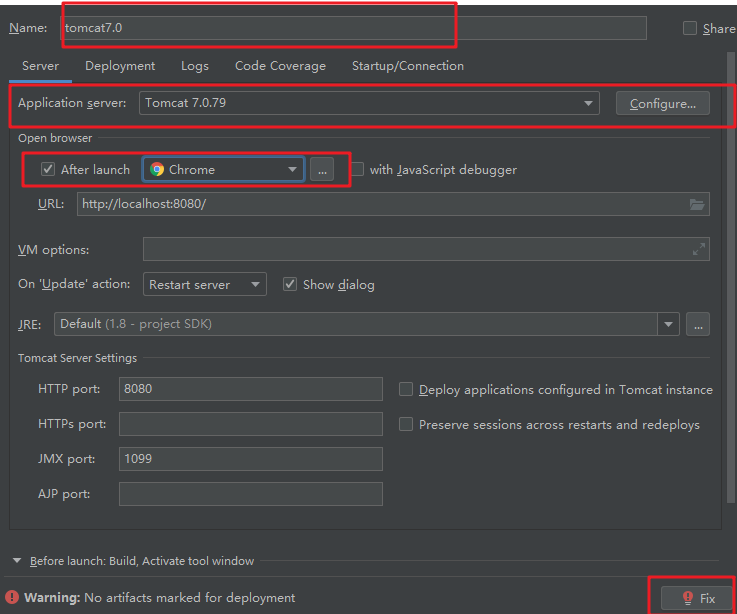 Name: tomcat7.0 Share
Server Deployment Logs Code Coverage Startup/Connection
Application server: Tomcat 7.0.79 Configure...
Open browser
After launch Chrome ... with JavaScript debugger
URL: http://localhost:8080/
VM options:
On 'Update' action: Restart server Show dialog
JRE: Default (1.8 - project SDK) ...
Tomcat Server Settings
HTTP port: 8080 Deploy applications configured in Tomcat instance
HTTPs port: Preserve sessions across restarts and redeploys
JMX port: 1099
AJP port:
Before launch: Build, Activate tool window
Warning: No artifacts marked for deployment Fix